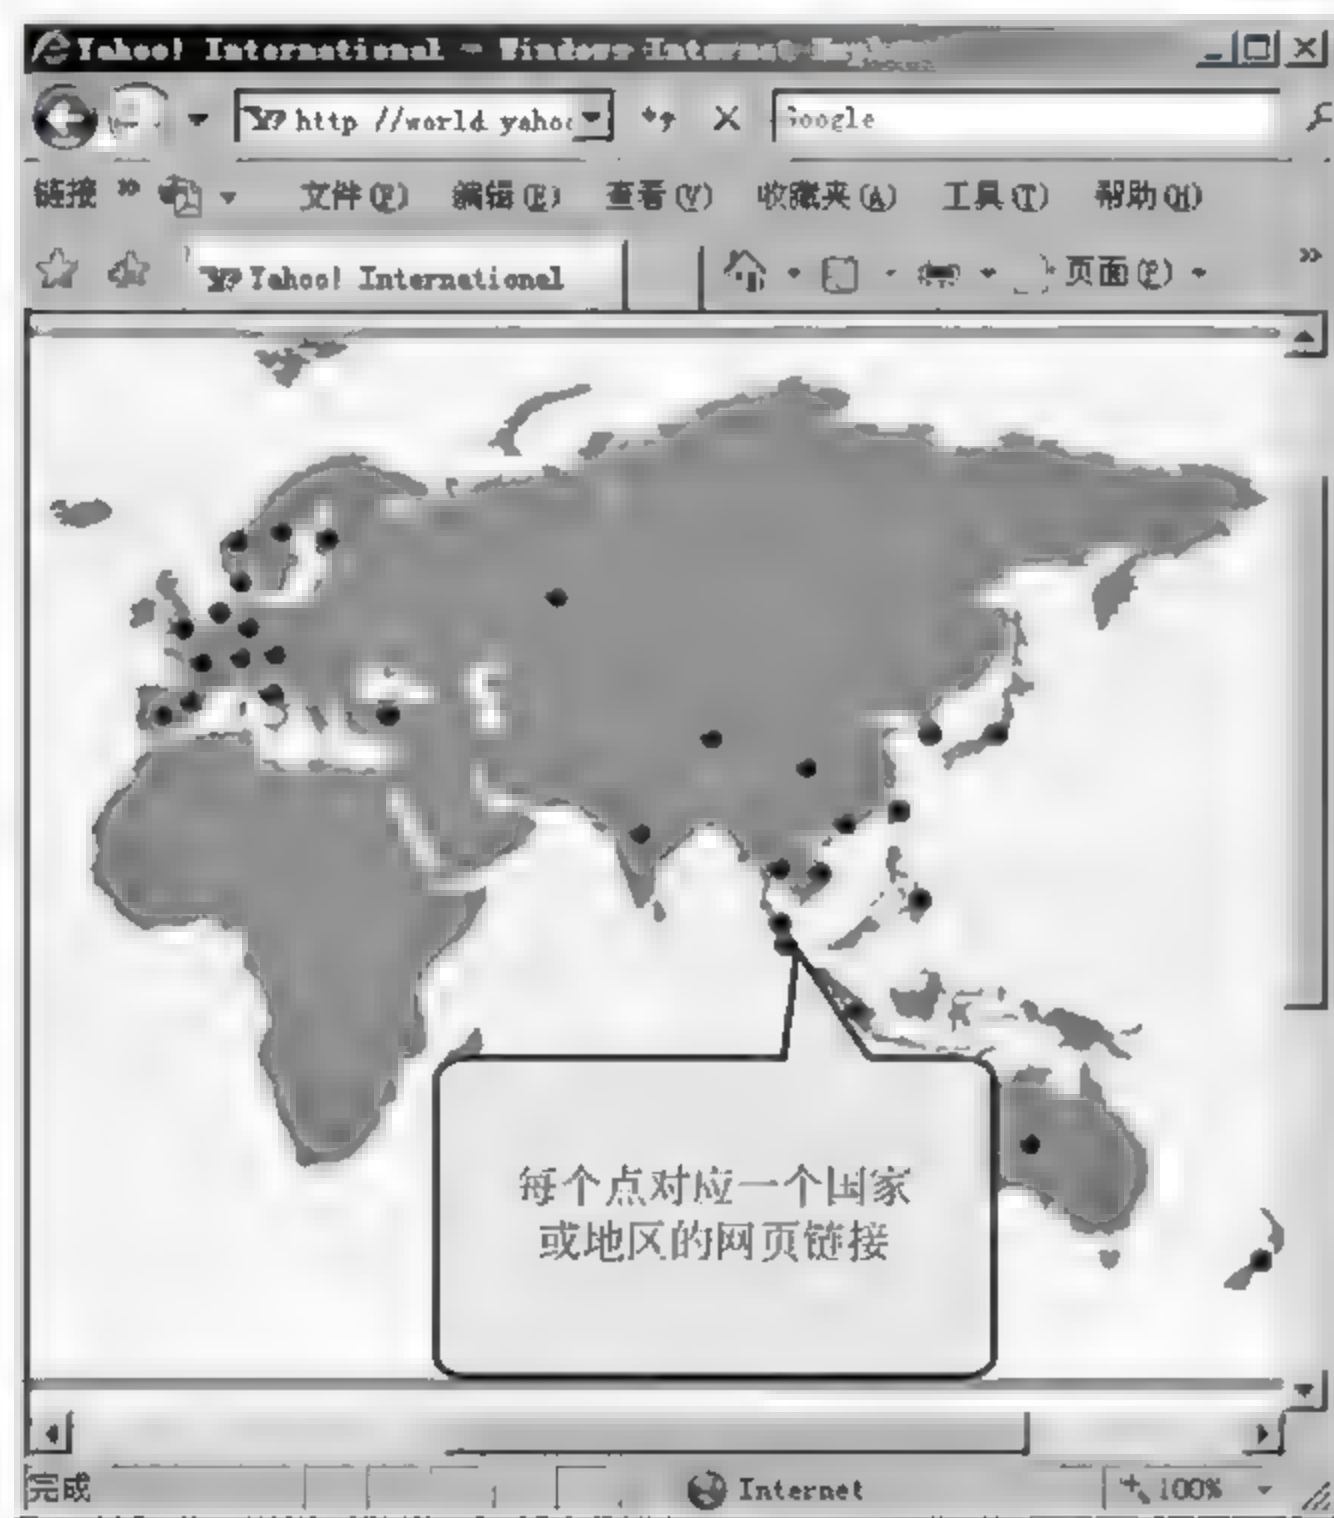 Yahoo! International - Windows Internet
http //world yahoo
Google
链接 » 文件(F) 编辑(E) 查看(V) 收藏夹(A) 工具(T) 帮助(H)
Yahoo! International 页面(P) »
每个点对应一个国家
或地区的网页链接
完成 Internet 100%